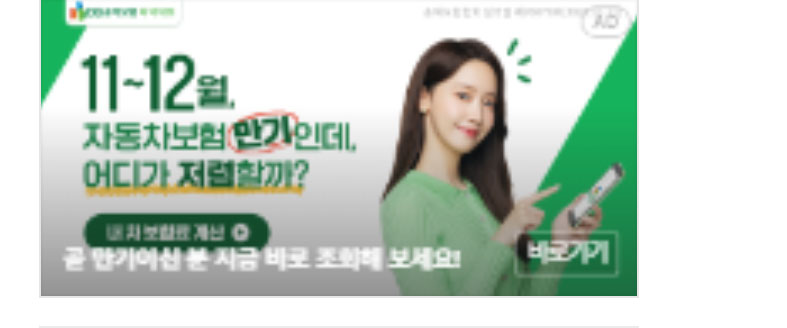 AD
11~12월,
자동차보험 만기인데,
어디가 저렴할까?
내 차 보험료 계산
곧 만기이신 분 지금 바로 조회해 보세요!
바로가기